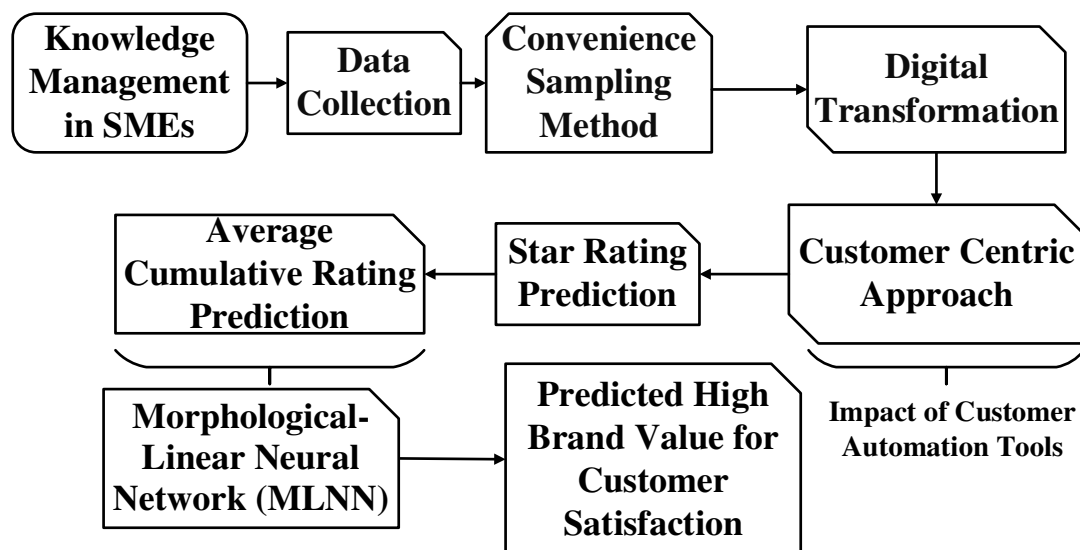 Knowledge
Management
in SMEs
Data
Collection
Convenience
Sampling
Method
Digital
Transformation
Customer Centric
Approach
Impact of Customer
Automation Tools
Star Rating
Prediction
Average
Cumulative Rating
Prediction
Morphological-
Linear Neural
Network (MLNN)
Predicted High
Brand Value for
Customer
Satisfaction